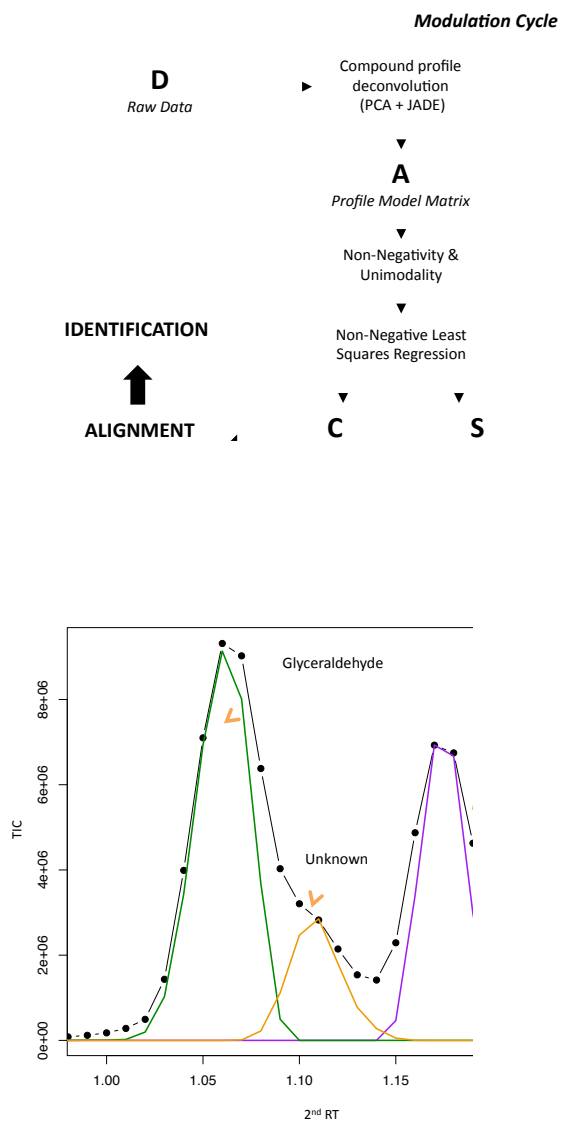 Modulation Cycle
D
Raw Data
Compound profile
deconvolution
(PCA + JADE)
A
Profile Model Matrix
Non-Negativity &
Unimodality
Non-Negative Least
Squares Regression
IDENTIFICATION
ALIGNMENT
C
S
Glyceraldehyde
Unknown
TIC
8e+06
6e+06
4e+06
2e+06
0e+00
1.00
1.05
1.10
1.15
2nd RT